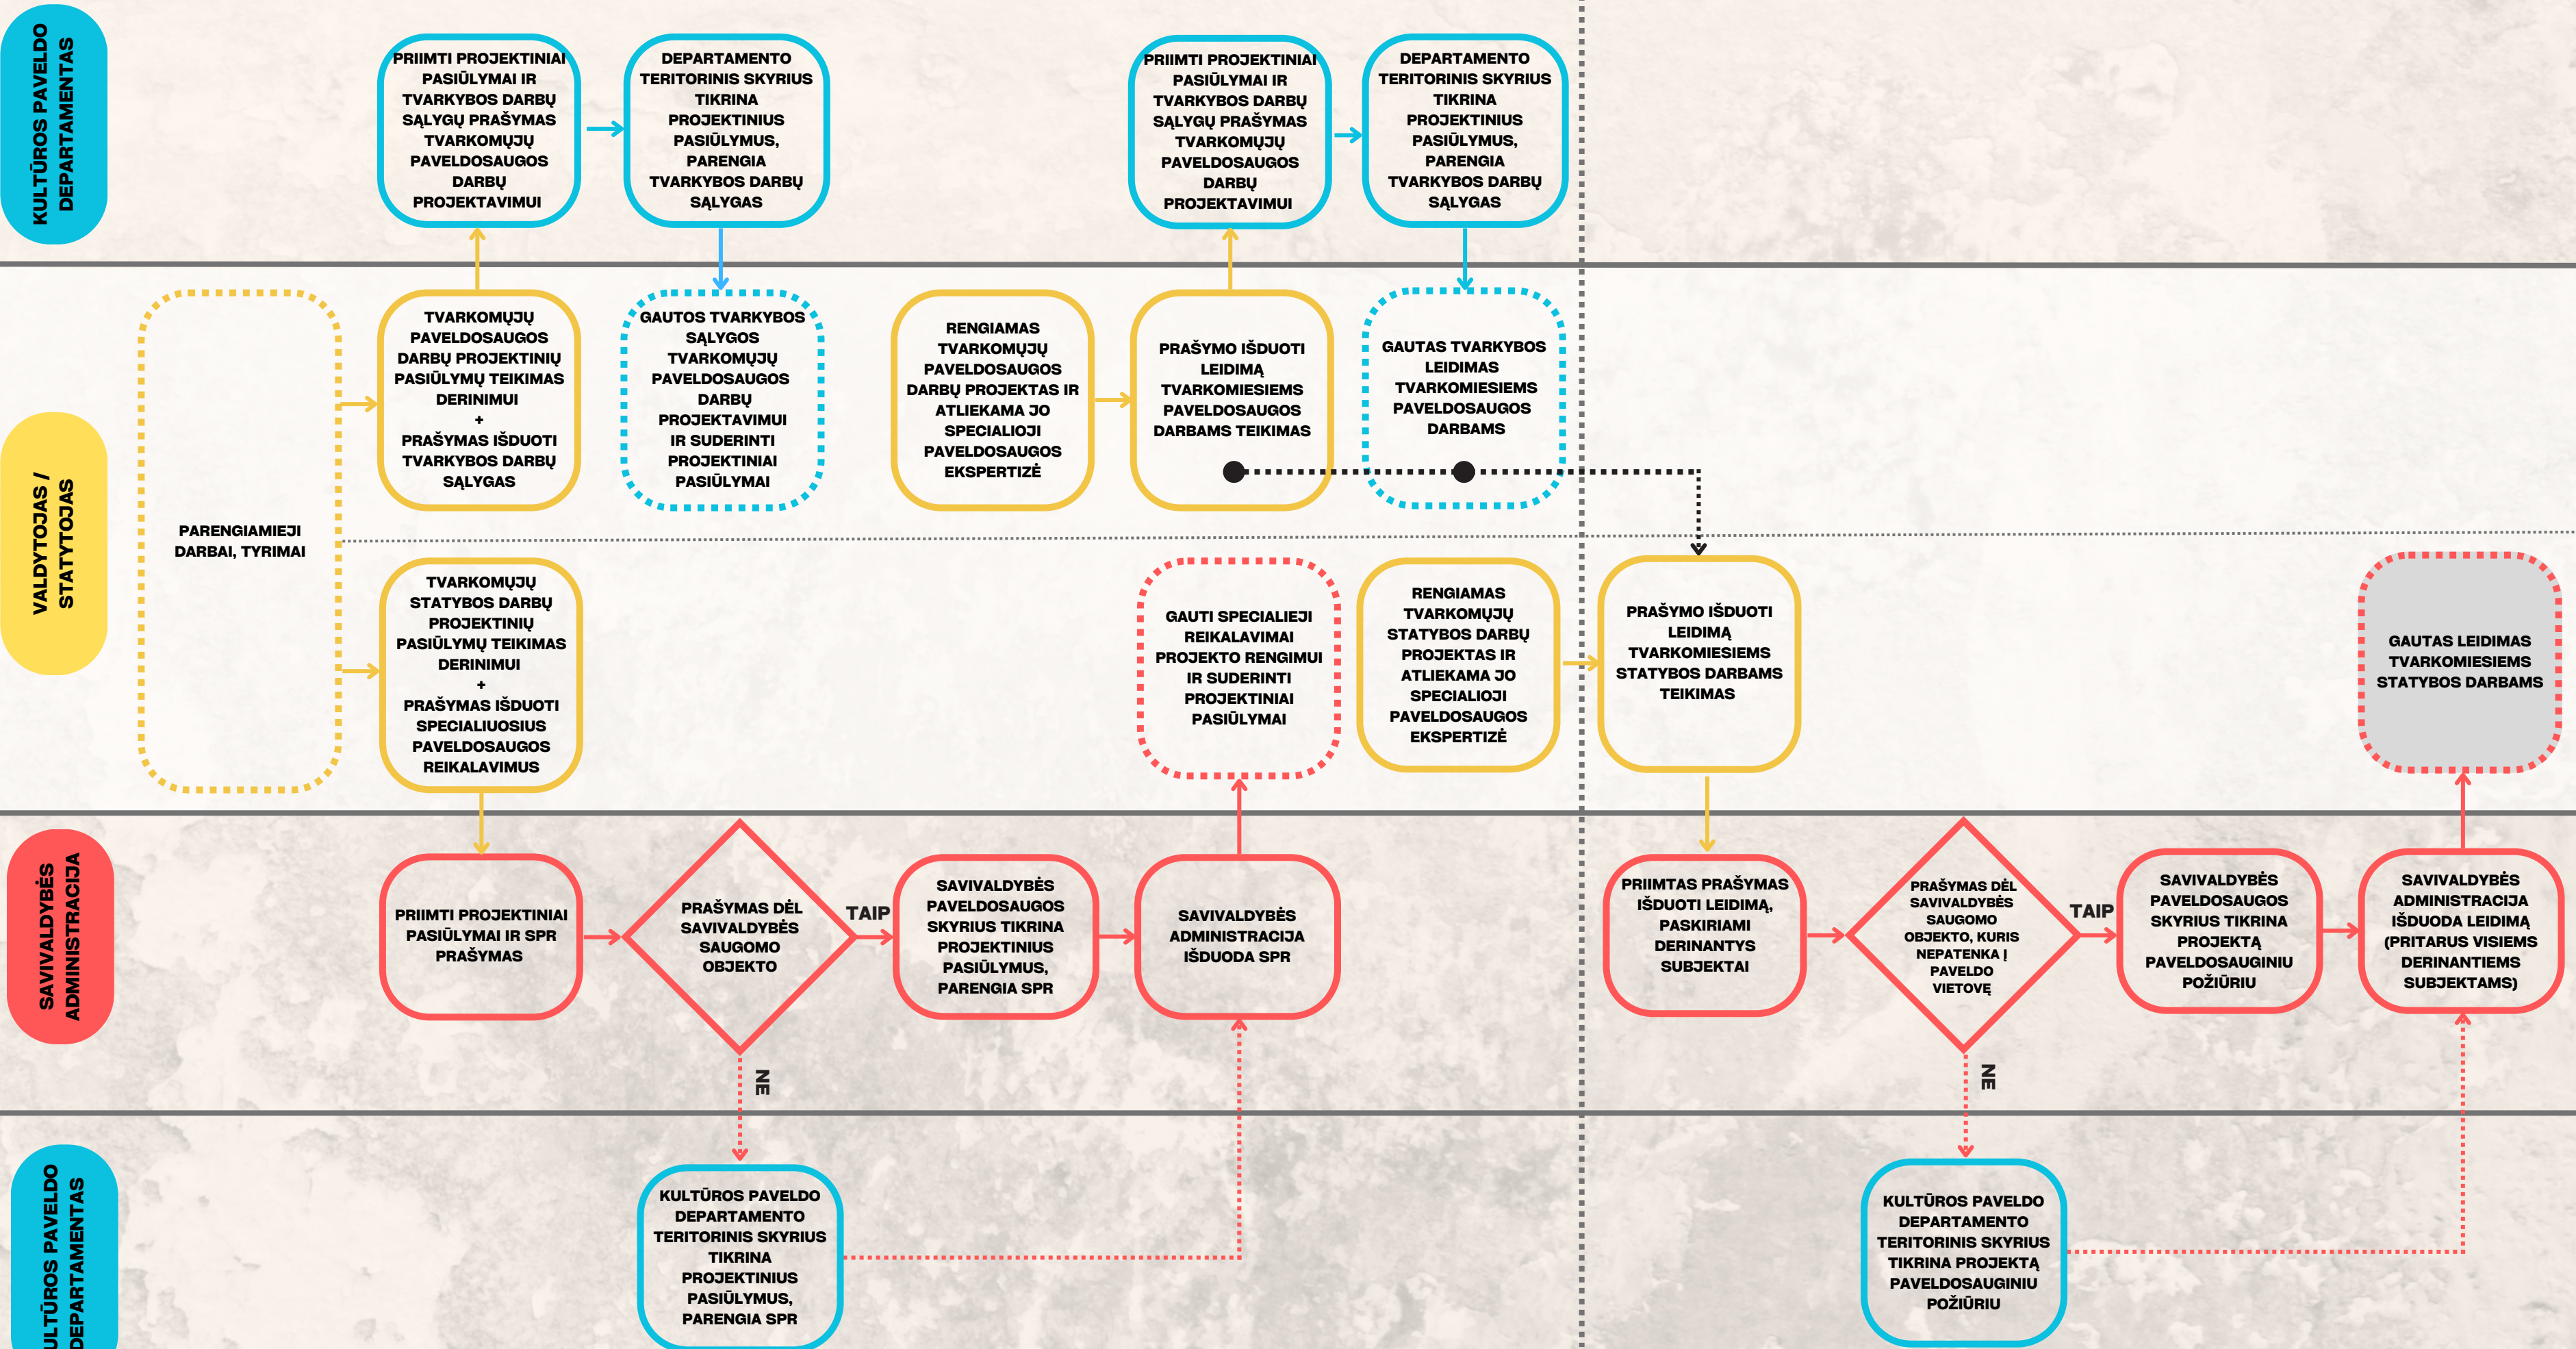 KULTŪROS PAVELDO
DEPARTAMENTAS
PRIIMTI PROJEKTINIAI
PASIŪLYMAI IR
TVARKYBOS DARBŲ
SĄLYGŲ PRAŠYMAS
TVARKOMŲJŲ
PAVELDOSAUGOS
DARBŲ
PROJEKTAVIMUI
DEPARTAMENTO
TERITORINIS SKYRIUS
TIKRINA
PROJEKTINIUS
PASIŪLYMUS,
PARENGIA
TVARKYBOS DARBŲ
SĄLYGAS
PRIIMTI PROJEKTINIAI
PASIŪLYMAI IR
TVARKYBOS DARBŲ
SĄLYGŲ PRAŠYMAS
TVARKOMŲJŲ
PAVELDOSAUGOS
DARBŲ
PROJEKTAVIMUI
DEPARTAMENTO
TERITORINIS SKYRIUS
TIKRINA
PROJEKTINIUS
PASIŪLYMUS,
PARENGIA
TVARKYBOS DARBŲ
SĄLYGAS
VALDYTOJAS /
STATYTOJAS
PARENGIAMIEJI
DARBAI, TYRIMAI
TVARKOMŲJŲ
PAVELDOSAUGOS
DARBŲ PROJEKTINIŲ
PASIŪLYMŲ TEIKIMAS
DERINIMUI
+
PRAŠYMAS IŠDUOTI
TVARKYBOS DARBŲ
SĄLYGAS
GAUTOS TVARKYBOS
SĄLYGOS
TVARKOMŲJŲ
PAVELDOSAUGOS
DARBŲ
PROJEKTAVIMUI
IR SUDERINTI
PROJEKTINIAI
PASIŪLYMAI
RENGIAMAS
TVARKOMŲJŲ
PAVELDOSAUGOS
DARBŲ PROJEKTAS IR
ATLIEKAMA JO
SPECIALIOJI
PAVELDOSAUGOS
EKSPERTIZĖ
PRAŠYMO IŠDUOTI
LEIDIMĄ
TVARKOMIESIEMS
PAVELDOSAUGOS
DARBAMS TEIKIMAS
GAUTAS TVARKYBOS
LEIDIMAS
TVARKOMIESIEMS
PAVELDOSAUGOS
DARBAMS
TVARKOMŲJŲ
STATYBOS DARBŲ
PROJEKTINIŲ
PASIŪLYMŲ TEIKIMAS
DERINIMUI
+
PRAŠYMAS IŠDUOTI
SPECIALIUOSIUS
PAVELDOSAUGOS
REIKALAVIMUS
GAUTI SPECIALIEJI
REIKALAVIMAI
PROJEKTO RENGIMUI
IR SUDERINTI
PROJEKTINIAI
PASIŪLYMAI
RENGIAMAS
TVARKOMŲJŲ
STATYBOS DARBŲ
PROJEKTAS IR
ATLIEKAMA JO
SPECIALIOJI
PAVELDOSAUGOS
EKSPERTIZĖ
PRAŠYMO IŠDUOTI
LEIDIMĄ
TVARKOMIESIEMS
STATYBOS DARBAMS
TEIKIMAS
GAUTAS LEIDIMAS
TVARKOMIESIEMS
STATYBOS DARBAMS
SAVIVALDYBĖS
ADMINISTRACIJA
PRIIMTI PROJEKTINIAI
PASIŪLYMAI IR SPR
PRAŠYMAS
PRAŠYMAS DĖL
SAVIVALDYBĖS
SAUGOMO
OBJEKTO
TAIP
NE
SAVIVALDYBĖS
PAVELDOSAUGOS
SKYRIUS TIKRINA
PROJEKTINIUS
PASIŪLYMUS,
PARENGIA SPR
SAVIVALDYBĖS
ADMINISTRACIJA
IŠDUODA SPR
PRIIMTAS PRAŠYMAS
IŠDUOTI LEIDIMĄ,
PASKIRIAMI
DERINANTYS
SUBJEKTAI
PRAŠYMAS DĖL
SAVIVALDYBĖS
SAUGOMO
OBJEKTO, KURIS
NEPATENKA Į
PAVELDO
VIETOVĘ
TAIP
NE
SAVIVALDYBĖS
PAVELDOSAUGOS
SKYRIUS TIKRINA
PROJEKTĄ
PAVELDOSAUGINIU
POŽIŪRIU
SAVIVALDYBĖS
ADMINISTRACIJA
IŠDUODA LEIDIMĄ
(PRITARUS VISIEMS
DERINANTIEMS
SUBJEKTAMS)
ULTŪROS PAVELDO
DEPARTAMENTAS
KULTŪROS PAVELDO
DEPARTAMENTO
TERITORINIS SKYRIUS
TIKRINA
PROJEKTINIUS
PASIŪLYMUS,
PARENGIA SPR
KULTŪROS PAVELDO
DEPARTAMENTO
TERITORINIS SKYRIUS
TIKRINA PROJEKTĄ
PAVELDOSAUGINIU
POŽIŪRIU